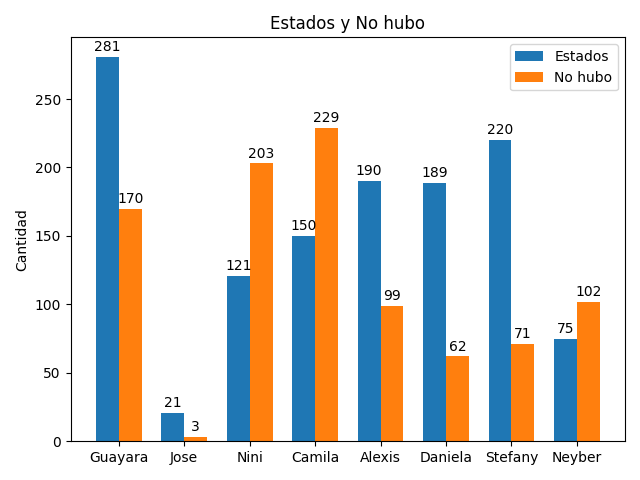 Estados y No hubo
Estados
No hubo
Cantidad
250
200
150
100
50
0
281
170
21
3
121
203
150
229
190
99
189
62
220
71
75
102
Guayara
Jose
Nini
Camila
Alexis
Daniela
Stefany
Neyber